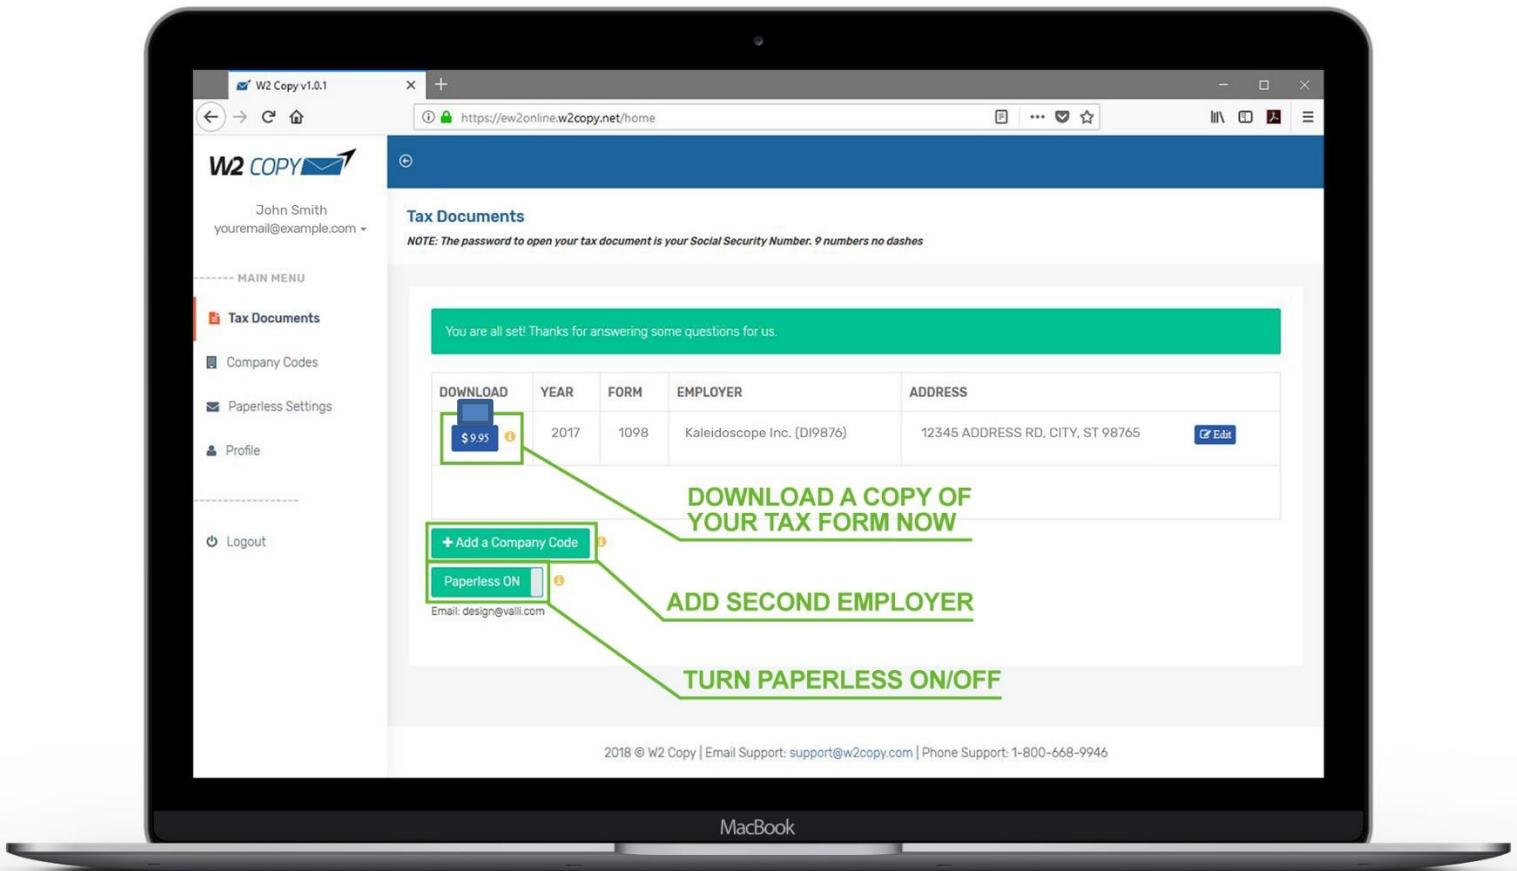 W2 Copy v1.0.1
https://ew2online.w2copy.net/home
W2 COPY
John Smith
youremail@example.com
------- MAIN MENU
Tax Documents
Company Codes
Paperless Settings
Profile
------------------
Logout
Tax Documents
NOTE: The password to open your tax document is your Social Security Number. 9 numbers no dashes
You are all set! Thanks for answering some questions for us.
DOWNLOAD YEAR FORM EMPLOYER ADDRESS
$ 9.95 2017 1098 Kaleidoscope Inc. (DI9876) 12345 ADDRESS RD, CITY, ST 98765 Edit
DOWNLOAD A COPY OF
YOUR TAX FORM NOW
+ Add a Company Code
Paperless ON
Email: design@valli.com
ADD SECOND EMPLOYER
TURN PAPERLESS ON/OFF
2018 © W2 Copy | Email Support: support@w2copy.com | Phone Support: 1-800-668-9946
MacBook